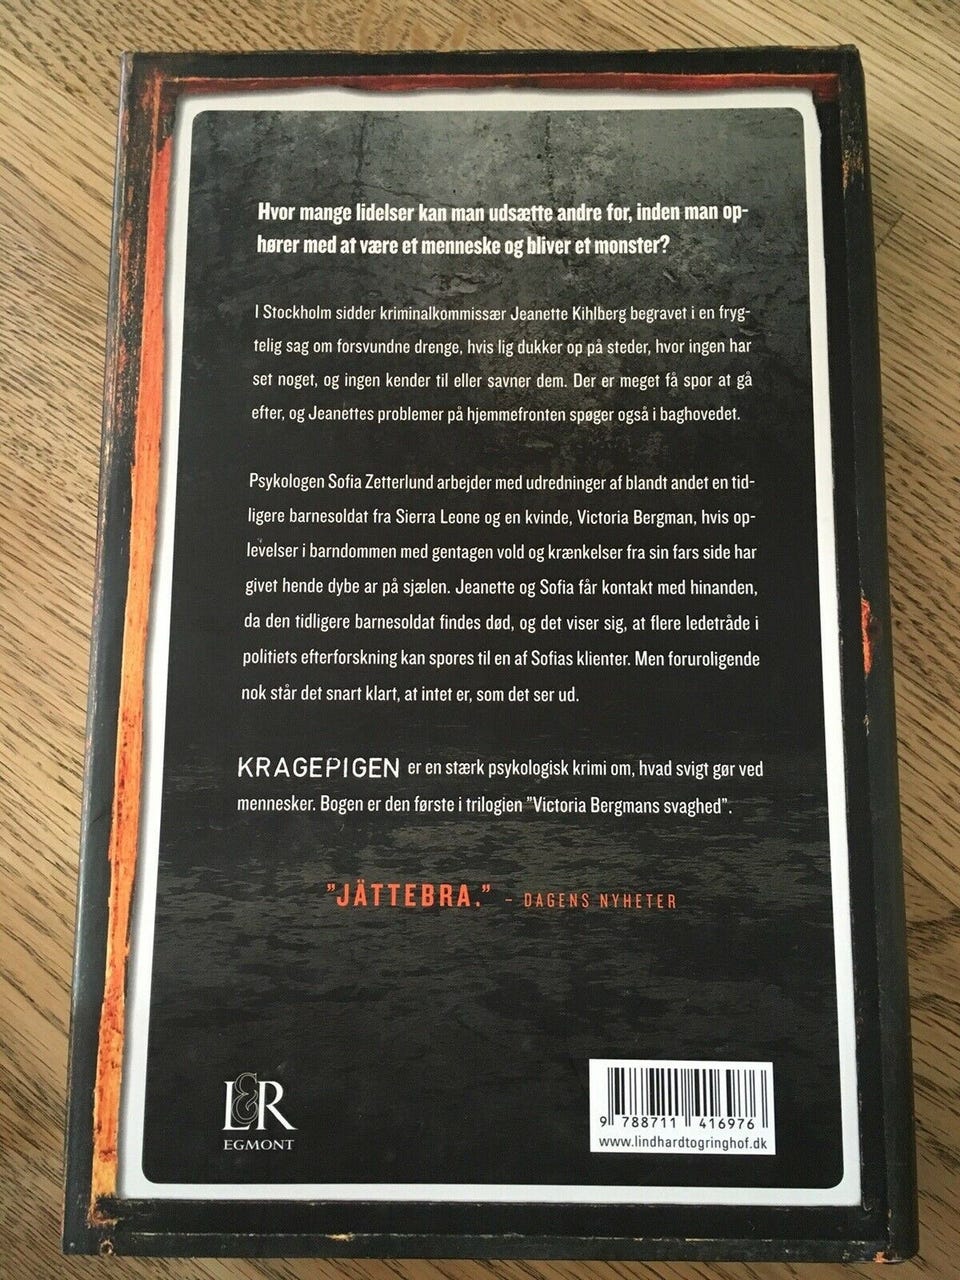 Hvor mange lidelser kan man udsætte andre for, inden man op-
hører med at være et menneske og bliver et monster?
I Stockholm sidder kriminalkommissær Jeanette Kihlberg begravet i en fryg-
telig sag om forsvundne drenge, hvis lig dukker op på steder, hvor ingen har
set noget, og ingen kender til eller savner dem. Der er meget få spor at gå
efter, og Jeanettes problemer på hjemmefronten spøger også i baghovedet.
Psykologen Sofia Zetterlund arbejder med udredninger af blandt andet en tid-
ligere barnesoldat fra Sierra Leone og en kvinde, Victoria Bergman, hvis op-
levelser i barndommen med gentagen vold og krænkelser fra sin fars side har
givet hende dybe ar på sjælen. Jeanette og Sofia får kontakt med hinanden,
da den tidligere barnesoldat findes død, og det viser sig, at flere ledetråde i
politiets efterforskning kan spores til en af Sofias klienter. Men foruroligende
nok står det snart klart, at intet er, som det ser ud.
KRAGEPIGEN er en stærk psykologisk krimi om, hvad svigt gør ved
mennesker. Bogen er den første i trilogien ”Victoria Bergmans svaghed”.
”JÄTTEBRA.” – DAGENS NYHETER
L&R
EGMONT
9 788711 416976
www.lindhardtogringhof.dk